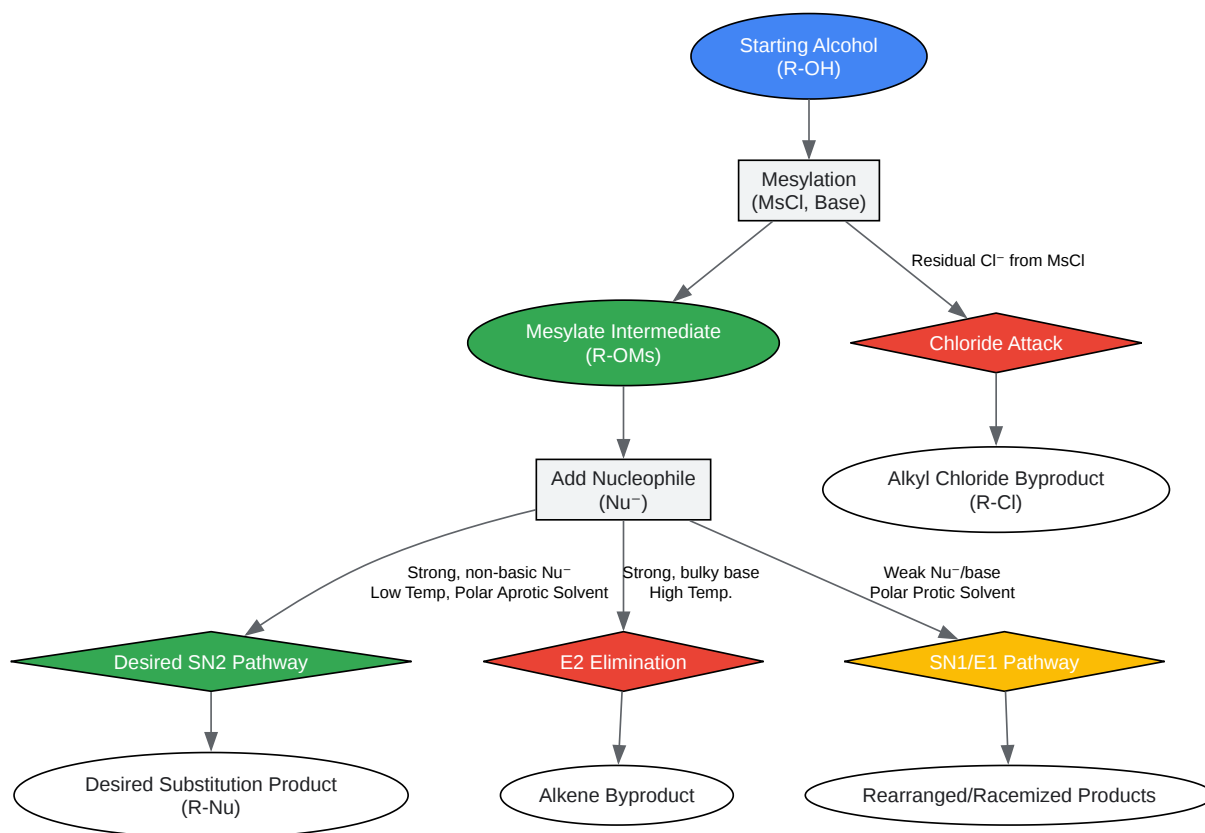 Starting Alcohol
(R-OH)
Mesylation
(MsCl, Base)
Residual Cl⁻ from MsCl
Mesylate Intermediate
(R-OMs)
Chloride Attack
Add Nucleophile
(Nu⁻)
Alkyl Chloride Byproduct
(R-Cl)
Strong, non-basic Nu⁻
Low Temp, Polar Aprotic Solvent
Strong, bulky base
High Temp.
Weak Nu⁻/base
Polar Protic Solvent
Desired SN2 Pathway
E2 Elimination
SN1/E1 Pathway
Desired Substitution Product
(R-Nu)
Alkene Byproduct
Rearranged/Racemized Products